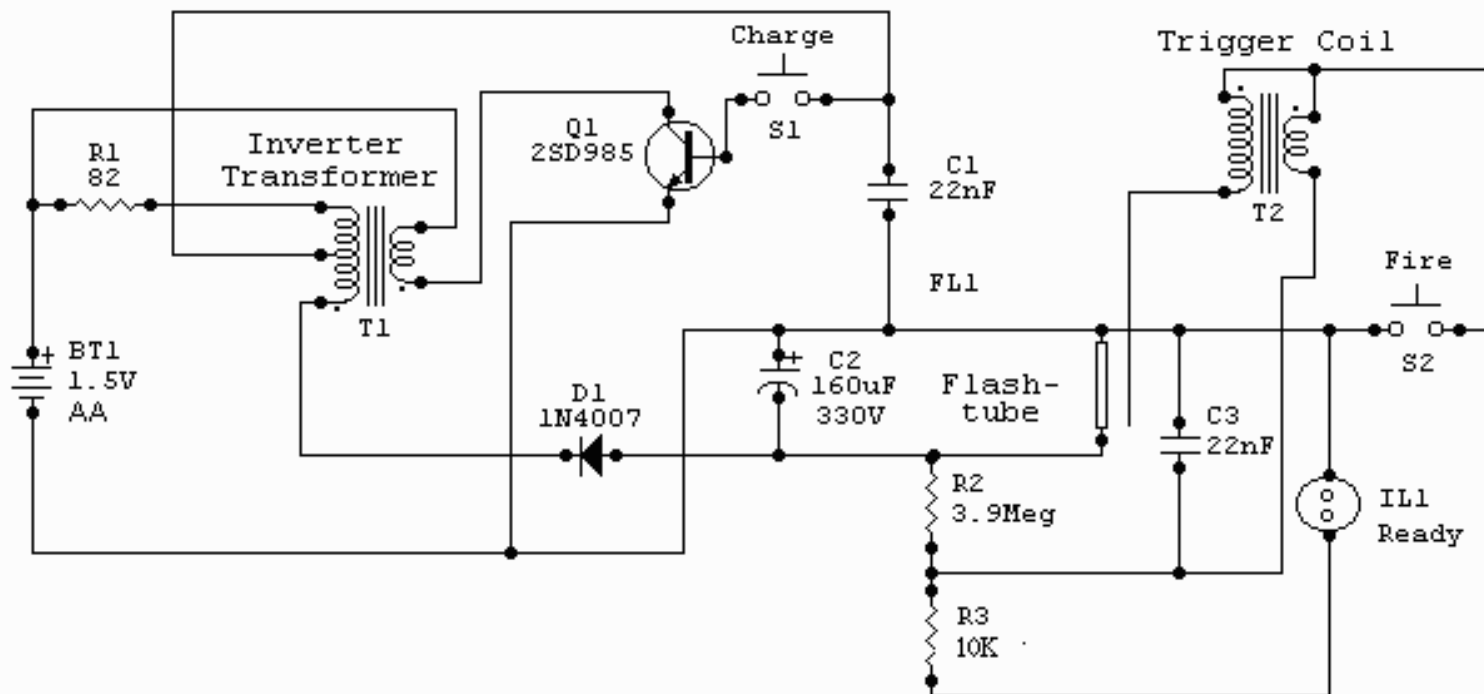 Charge
S1
Trigger Coil
T2
Q1
2SD985
R1
82
Inverter
Transformer
T1
C1
22nF
FL1
Fire
S2
BT1
+
1.5V
AA
D1
1N4007
+
C2
160uF
330V
Flash-
tube
C3
22nF
R2
3.9Meg
IL1
Ready
R3
10K